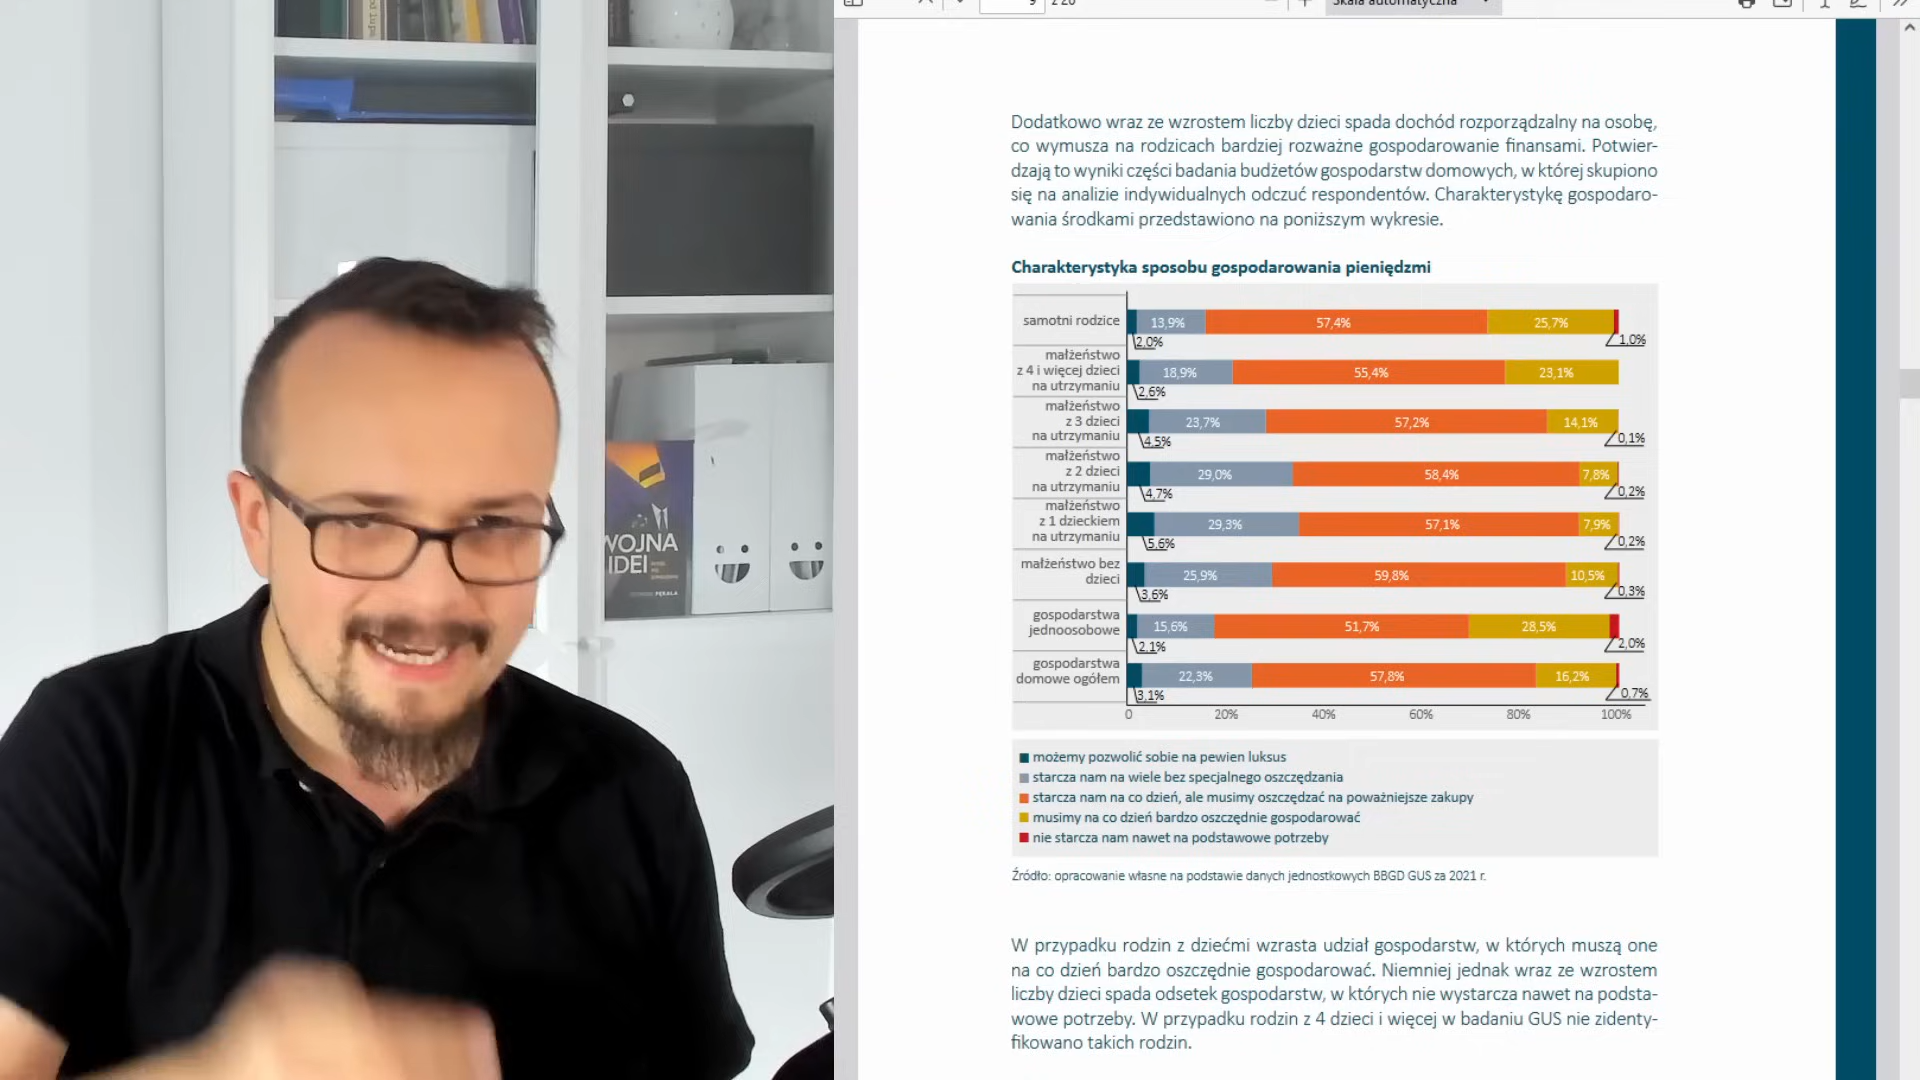 9
z 20
Skala automatyczna
Dodatkowo wraz ze wzrostem liczby dzieci spada dochód rozporządzalny na osobę,
co wymusza na rodzicach bardziej rozważne gospodarowanie finansami. Potwier-
dzają to wyniki części badania budżetów gospodarstw domowych, w której skupiono
się na analizie indywidualnych odczuć respondentów. Charakterystykę gospodaro-
wania środkami przedstawiono na poniższym wykresie.
Charakterystyka sposobu gospodarowania pieniędzmi
samotni rodzice
13,9% 57,4% 25,7%
2.0% 1,0%
małżeństwo
z 4 i więcej dzieci
na utrzymaniu
18,9% 55,4% 23,1%
2,6%
małżeństwo
z 3 dzieci
na utrzymaniu
23,7% 57,2% 14,1%
4.5% 0,1%
małżeństwo
z 2 dzieci
na utrzymaniu
29,0% 58,4% 7,8%
4,7% 0,2%
małżeństwo
z 1 dzieckiem
na utrzymaniu
29,3% 57,1% 7,9%
5,6% 0,2%
małżeństwo bez
dzieci
25,9% 59,8% 10,5%
3.6% 0,3%
gospodarstwa
jednoosobowe
15,6% 51,7% 28,5%
2,1% 2,0%
gospodarstwa
domowe ogółem
22,3% 57,8% 16,2%
3,1% 0,7%
0 20% 40% 60% 80% 100%
możemy pozwolić sobie na pewien luksus
starcza nam na wiele bez specjalnego oszczędzania
starcza nam na co dzień, ale musimy oszczędzać na poważniejsze zakupy
musimy na co dzień bardzo oszczędnie gospodarować
nie starcza nam nawet na podstawowe potrzeby
Źródło: opracowanie własne na podstawie danych jednostkowych BBGD GUS za 2021 r.
W przypadku rodzin z dziećmi wzrasta udział gospodarstw, w których muszą one
na co dzień bardzo oszczędnie gospodarować. Niemniej jednak wraz ze wzrostem
liczby dzieci spada odsetek gospodarstw, w których nie wystarcza nawet na podsta-
wowe potrzeby. W przypadku rodzin z 4 dzieci i więcej w badaniu GUS nie zidenty-
fikowano takich rodzin.
WOJNA
IDEI